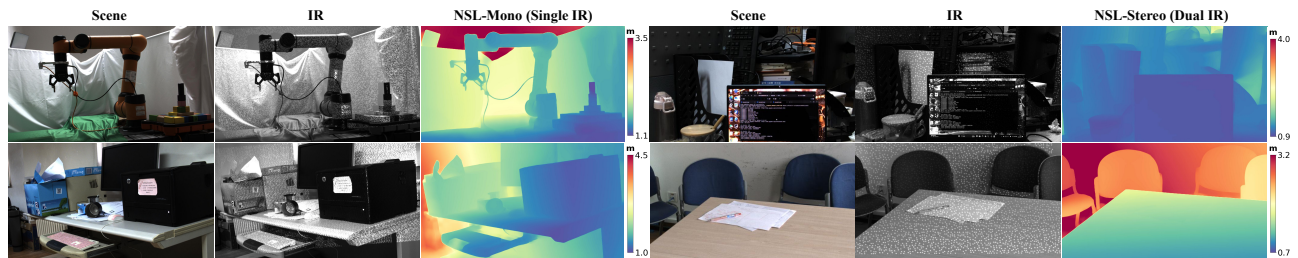 Scene IR NSL-Mono (Single IR) Scene IR NSL-Stereo (Dual IR)
m m
3.5 4.0
1.1 0.9
m m
4.5 3.2
1.0 0.7